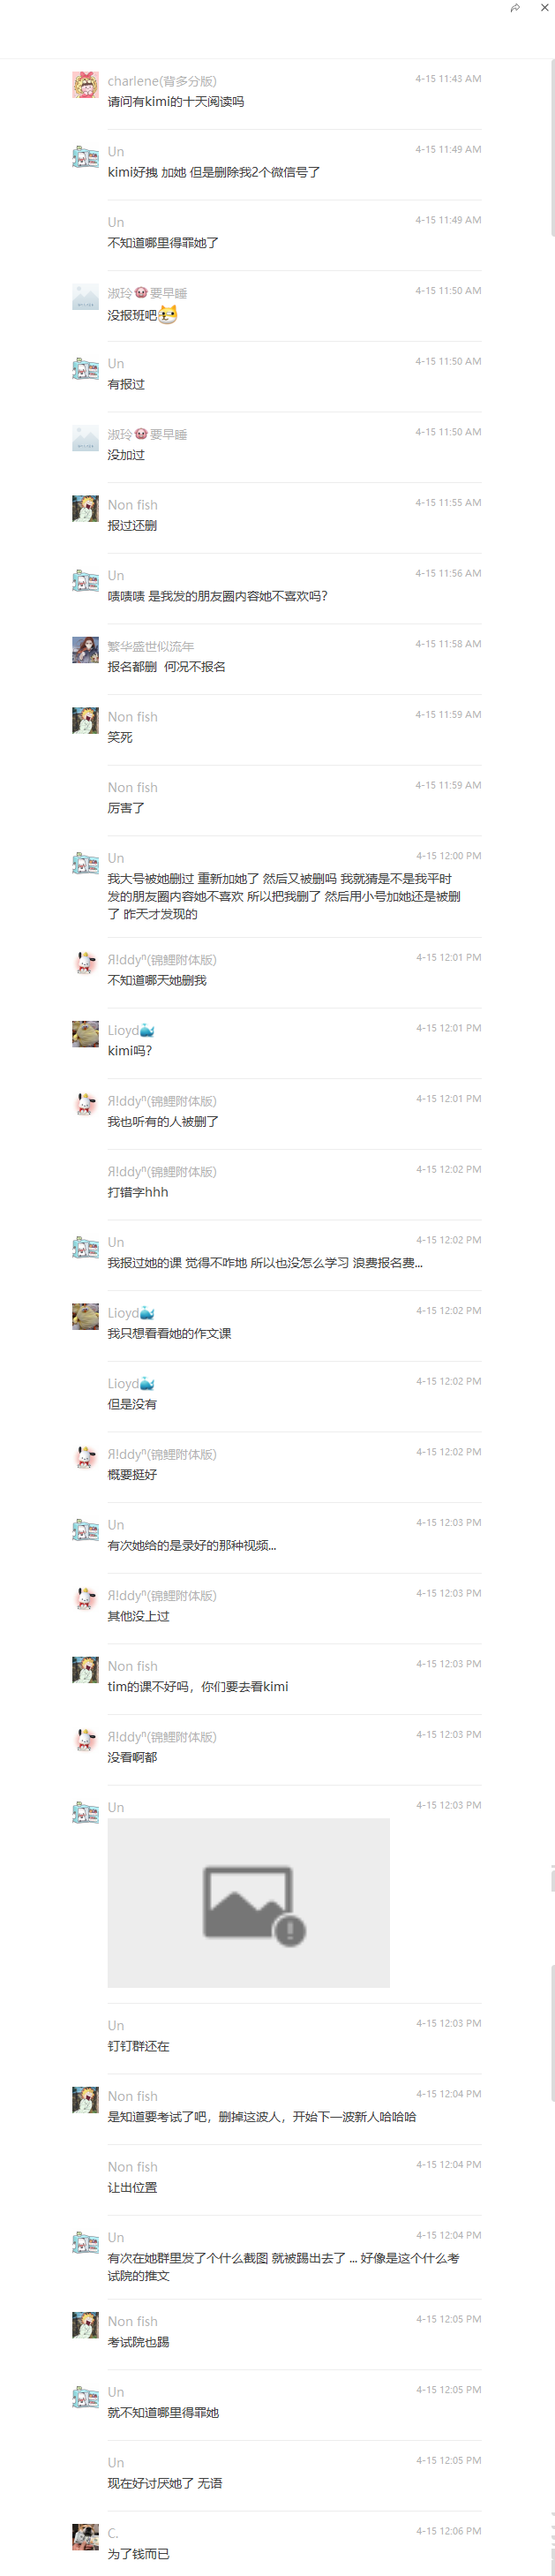 charlene(背多分版)
4-15 11:43 AM
请问有kimi的十天阅读吗
Un
4-15 11:49 AM
kimi好拽 加她 但是删除我2个微信号了
Un
4-15 11:49 AM
不知道哪里得罪她了
淑玲🐽要早睡
4-15 11:50 AM
没报班吧
Un
4-15 11:50 AM
有报过
淑玲🐽要早睡
4-15 11:50 AM
没加过
Non fish
4-15 11:55 AM
报过还删
Un
4-15 11:56 AM
啧啧啧 是我发的朋友圈内容她不喜欢吗?
繁华盛世似流年
4-15 11:58 AM
报名都删 何况不报名
Non fish
4-15 11:59 AM
笑死
Non fish
4-15 11:59 AM
厉害了
Un
4-15 12:00 PM
我大号被她删过 重新加她了 然后又被删吗 我就猜是不是我平时
发的朋友圈内容她不喜欢 所以把我删了 然后用小号加她还是被删
了 昨天才发现的
Я!ddyⁿ(锦鲤附体版)
4-15 12:01 PM
不知道哪天她删我
Lioyd🐳
4-15 12:01 PM
kimi吗?
Я!ddyⁿ(锦鲤附体版)
4-15 12:01 PM
我也听有的人被删了
Я!ddyⁿ(锦鲤附体版)
4-15 12:02 PM
打错字hhh
Un
4-15 12:02 PM
我报过她的课 觉得不咋地 所以也没怎么学习 浪费报名费...
Lioyd🐳
4-15 12:02 PM
我只想看看她的作文课
Lioyd🐳
4-15 12:02 PM
但是没有
Я!ddyⁿ(锦鲤附体版)
4-15 12:02 PM
概要挺好
Un
4-15 12:03 PM
有次她给的是录好的那种视频...
Я!ddyⁿ(锦鲤附体版)
4-15 12:03 PM
其他没上过
Non fish
4-15 12:03 PM
tim的课不好吗，你们要去看kimi
Я!ddyⁿ(锦鲤附体版)
4-15 12:03 PM
没看啊都
Un
4-15 12:03 PM
Un
4-15 12:03 PM
钉钉群还在
Non fish
4-15 12:04 PM
是知道要考试了吧，删掉这波人，开始下一波新人哈哈哈
Non fish
4-15 12:04 PM
让出位置
Un
4-15 12:04 PM
有次在她群里发了个什么截图 就被踢出去了 ... 好像是这个什么考
试院的推文
Non fish
4-15 12:05 PM
考试院也踢
Un
4-15 12:05 PM
就不知道哪里得罪她
Un
4-15 12:05 PM
现在好讨厌她了 无语
C.
4-15 12:06 PM
为了钱而已